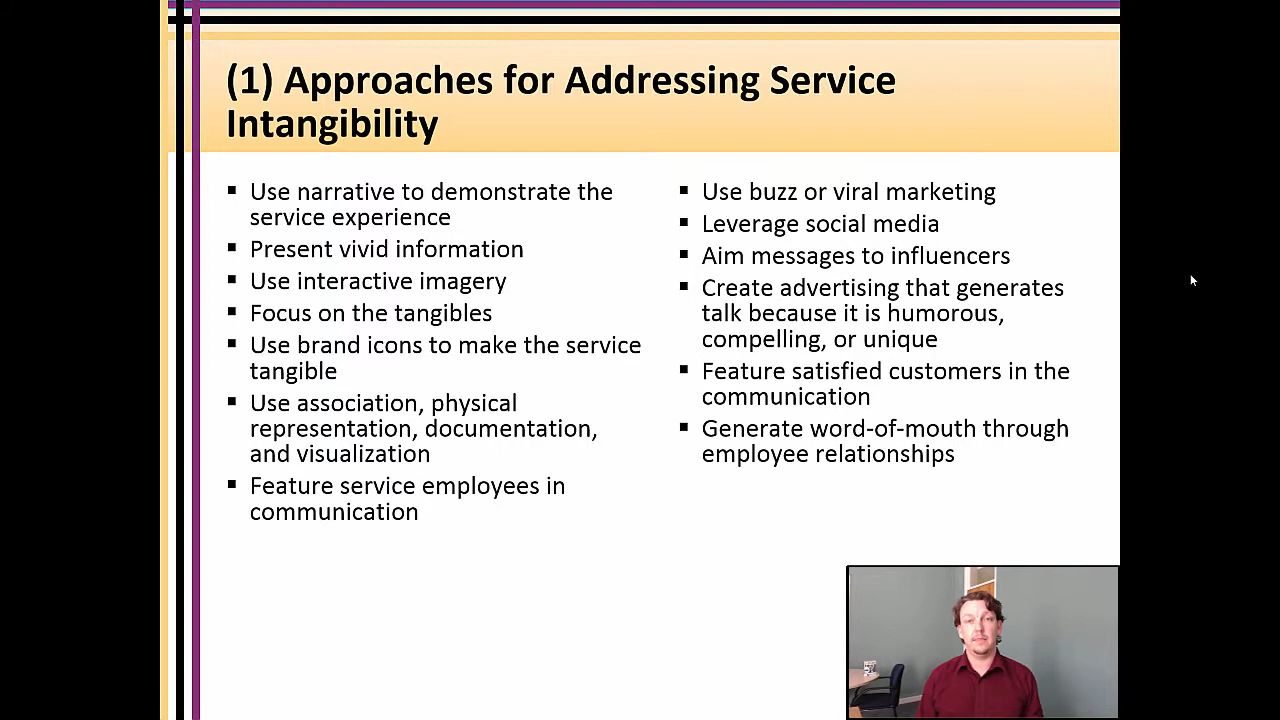 (1) Approaches for Addressing Service
Intangibility
▪ Use narrative to demonstrate the
service experience
▪ Present vivid information
▪ Use interactive imagery
▪ Focus on the tangibles
▪ Use brand icons to make the service
tangible
▪ Use association, physical
representation, documentation,
and visualization
▪ Feature service employees in
communication
▪ Use buzz or viral marketing
▪ Leverage social media
▪ Aim messages to influencers
▪ Create advertising that generates
talk because it is humorous,
compelling, or unique
▪ Feature satisfied customers in the
communication
▪ Generate word-of-mouth through
employee relationships